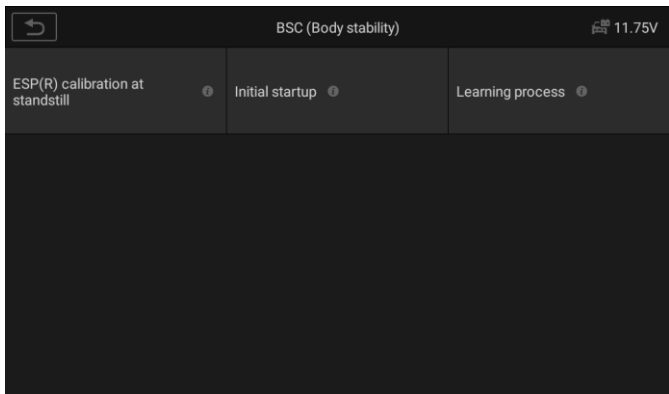 BSC (Body stability)
11.75V
ESP(R) calibration at
standstill
Initial startup
Learning process